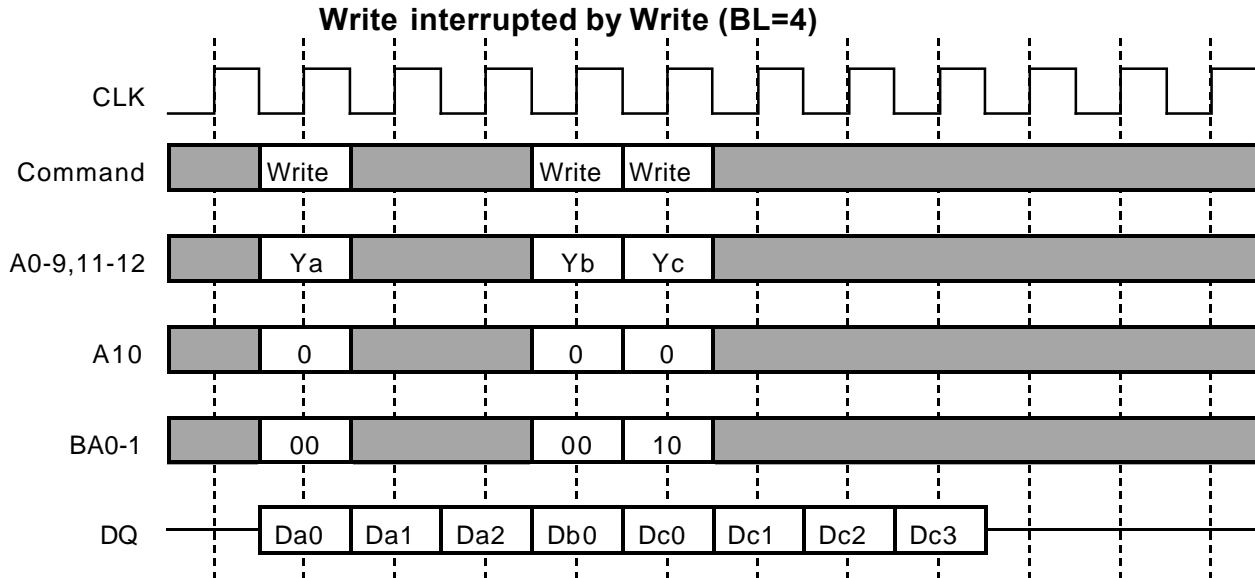 Write interrupted by Write (BL=4)
CLK
Command Write Write Write
A0-9,11-12 Ya Yb Yc
A10 0 0 0
BA0-1 00 00 10
DQ Da0 Da1 Da2 Db0 Dc0 Dc1 Dc2 Dc3